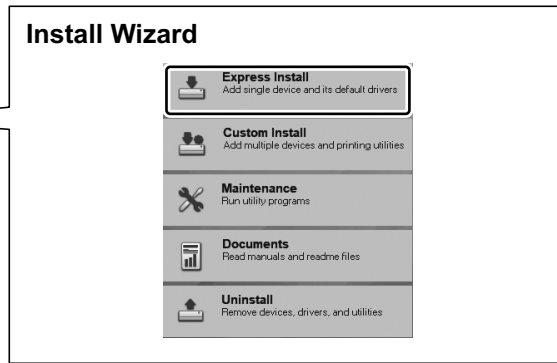 Install Wizard
Express Install
Add single device and its default drivers
Custom Install
Add multiple devices and printing utilities
Maintenance
Run utility programs
Documents
Read manuals and readme files
Uninstall
Remove devices, drivers, and utilities